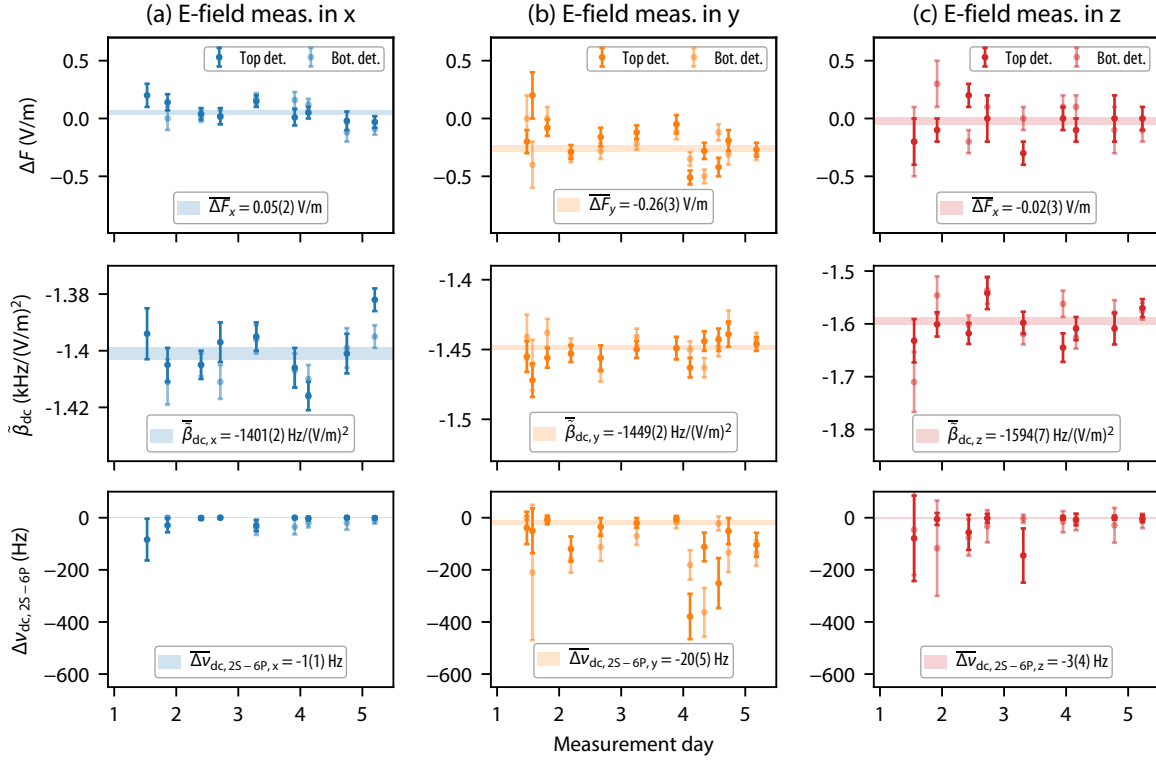 (a) E-field meas. in x
(b) E-field meas. in y
(c) E-field meas. in z
Top det. Bot. det.
Top det. Bot. det.
Top det. Bot. det.
ΔF (V/m)
0.5
0.0
−0.5
0.5
0.0
−0.5
0.5
0.0
−0.5
ΔF̅x = 0.05(2) V/m
ΔF̅y = -0.26(3) V/m
ΔF̅x = -0.02(3) V/m
β̃dc (kHz/(V/m)²)
-1.38
-1.4
-1.42
-1.4
-1.45
-1.5
-1.5
-1.6
-1.7
-1.8
β̃̅dc, x = -1401(2) Hz/(V/m)²
β̃̅dc, y = -1449(2) Hz/(V/m)²
β̃̅dc, z = -1594(7) Hz/(V/m)²
Δνdc, 2S−6P (Hz)
0
−200
−400
−600
0
−200
−400
−600
0
−200
−400
−600
Δν̅dc, 2S−6P, x = -1(1) Hz
Δν̅dc, 2S−6P, y = -20(5) Hz
Δν̅dc, 2S−6P, z = -3(4) Hz
1 2 3 4 5
1 2 3 4 5
1 2 3 4 5
Measurement day